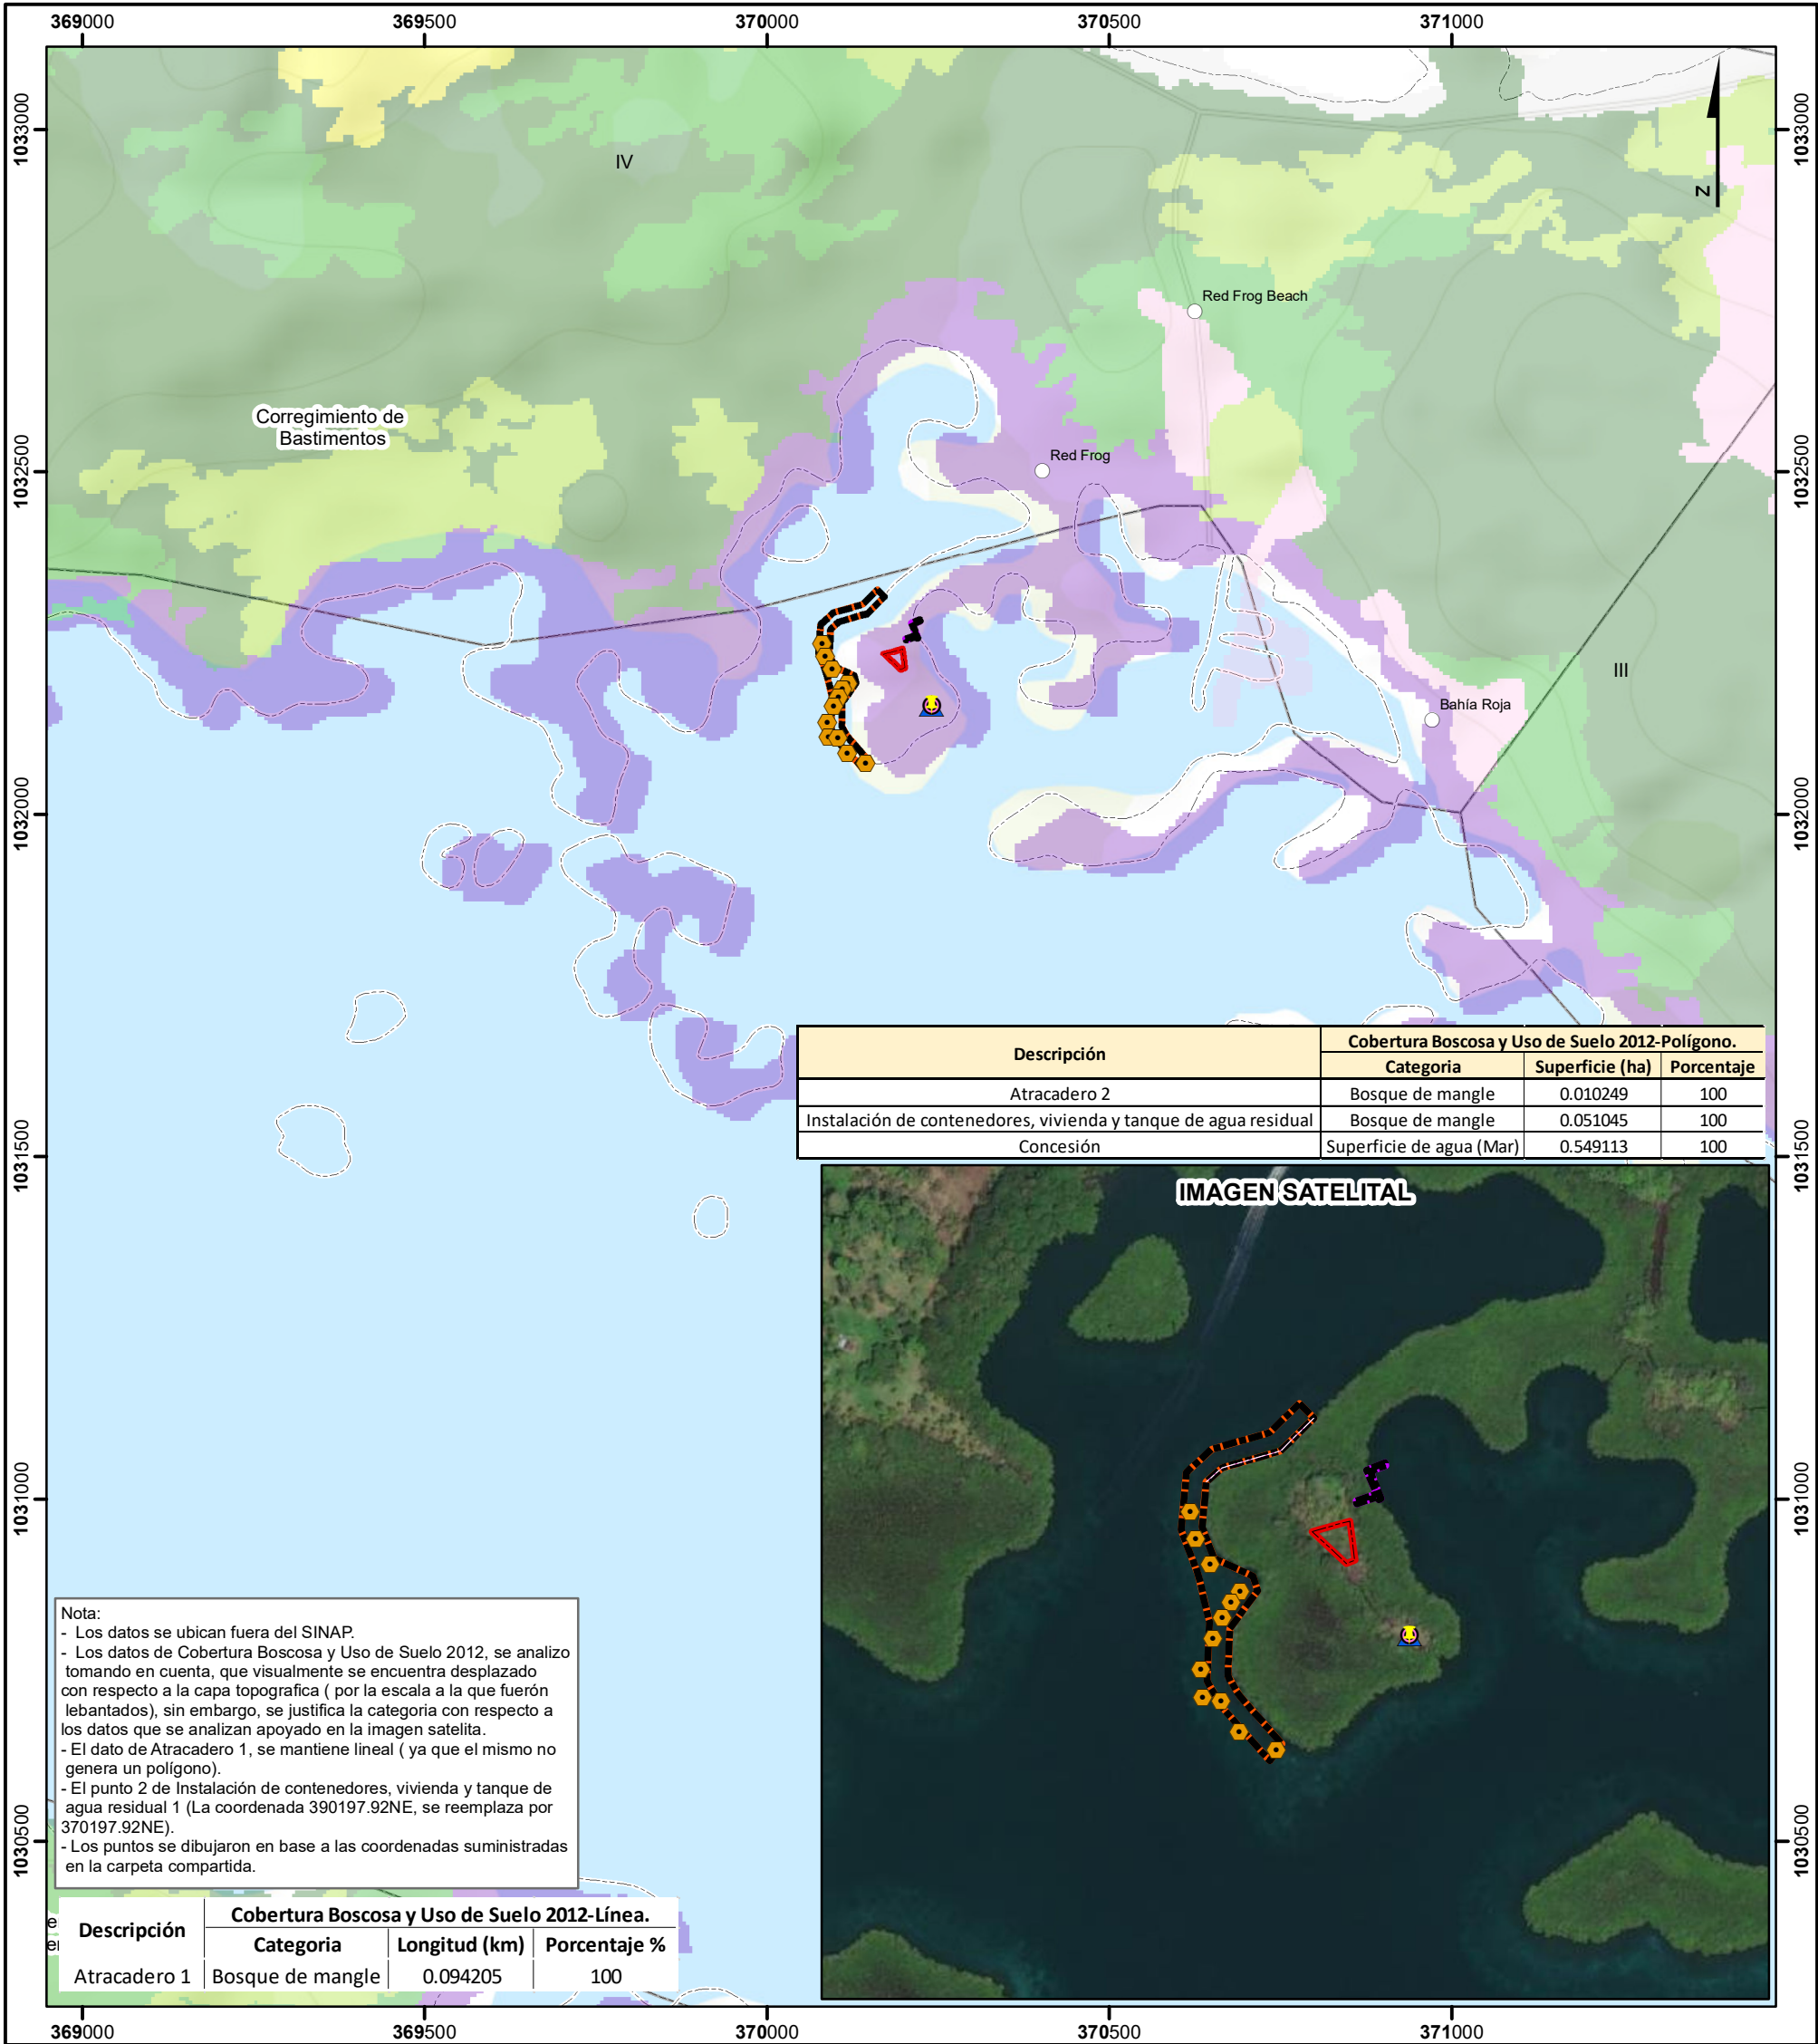 369000 369500 370000 370500 371000
1033000
1033000
IV
N
Red Frog Beach
Corregimiento de
Bastimentos
Red Frog
1032500
1032500
III
Bahía Roja
1032000
1032000
Descripción
Cobertura Boscosa y Uso de Suelo 2012-Polígono.
Categoria Superficie (ha) Porcentaje
Atracadero 2 Bosque de mangle 0.010249 100
Instalación de contenedores, vivienda y tanque de agua residual Bosque de mangle 0.051045 100
Concesión Superficie de agua (Mar) 0.549113 100
1031500
1031500
IMAGEN SATELITAL
1031000
1031000
Nota:
- Los datos se ubican fuera del SINAP.
- Los datos de Cobertura Boscosa y Uso de Suelo 2012, se analizo
tomando en cuenta, que visualmente se encuentra desplazado
con respecto a la capa topografica ( por la escala a la que fuerón
lebantados), sin embargo, se justifica la categoria con respecto a
los datos que se analizan apoyado en la imagen satelita.
- El dato de Atracadero 1, se mantiene lineal ( ya que el mismo no
genera un polígono).
- El punto 2 de Instalación de contenedores, vivienda y tanque de
agua residual 1 (La coordenada 390197.92NE, se reemplaza por
370197.92NE).
- Los puntos se dibujaron en base a las coordenadas suministradas
en la carpeta compartida.
1030500
1030500
Descripción
Cobertura Boscosa y Uso de Suelo 2012-Línea.
Categoria Longitud (km) Porcentaje %
Atracadero 1 Bosque de mangle 0.094205 100
369000 369500 370000 370500 371000